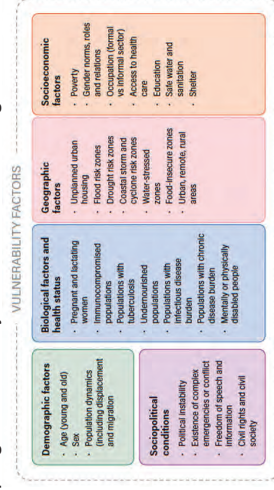 VULNERABILITY FACTORS
Demographic factors
· Age (young and old)
· Sex
· Population dynamics
(including displacement
and migration
Sociopolitical
conditions
· Political instability
· Existence of complex
emergencies or conflict
· Freedom of speech and
information
· Civil rights and civil
society
Biological factors and
health status
· Pregnant and lactating
women
· Immunocompromised
populations
· Populations with
tuberculosis
· Undernourished
populations
· Populations with
infectious disease
burden
· Populations with chronic
disease burden
· Mentally or physically
disabled people
Geographic
factors
· Unplanned urban
housing
· Flood risk zones
· Drought risk zones
· Coastal storm and
cyclone risk zones
· Water-stressed
zones
· Food-insecure zones
· Urban, remote, rural
areas
Socioeconomic
factors
· Poverty
· Gender norms, roles
and relations
· Occupation (formal
vs informal sector)
· Access to health
care
· Education
· Safe water and
sanitation
· Shelter